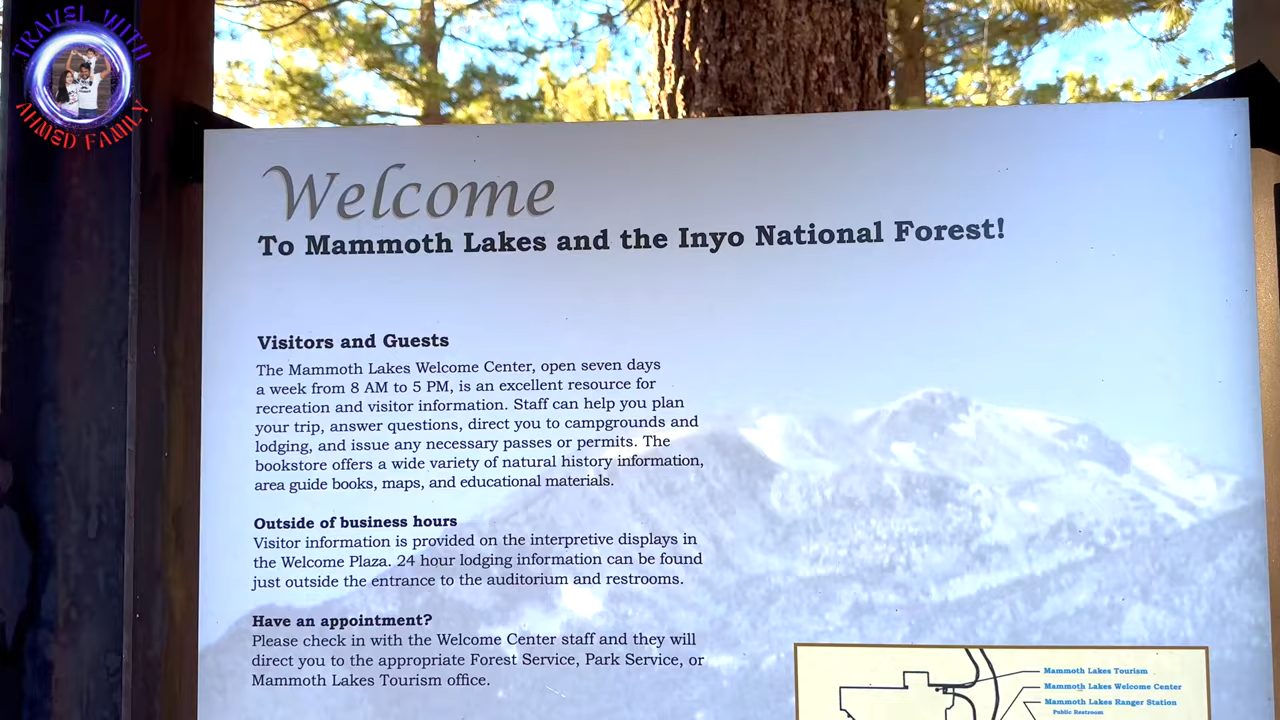 TRAVEL WITH
AHMED FAMILY
Welcome
To Mammoth Lakes and the Inyo National Forest!
Visitors and Guests
The Mammoth Lakes Welcome Center, open seven days
a week from 8 AM to 5 PM, is an excellent resource for
recreation and visitor information. Staff can help you plan
your trip, answer questions, direct you to campgrounds and
lodging, and issue any necessary passes or permits. The
bookstore offers a wide variety of natural history information,
area guide books, maps, and educational materials.
Outside of business hours
Visitor information is provided on the interpretive displays in
the Welcome Plaza. 24 hour lodging information can be found
just outside the entrance to the auditorium and restrooms.
Have an appointment?
Please check in with the Welcome Center staff and they will
direct you to the appropriate Forest Service, Park Service, or
Mammoth Lakes Tourism office.
Mammoth Lakes Tourism
Mammoth Lakes Welcome Center
Mammoth Lakes Ranger Station
Public Restroom